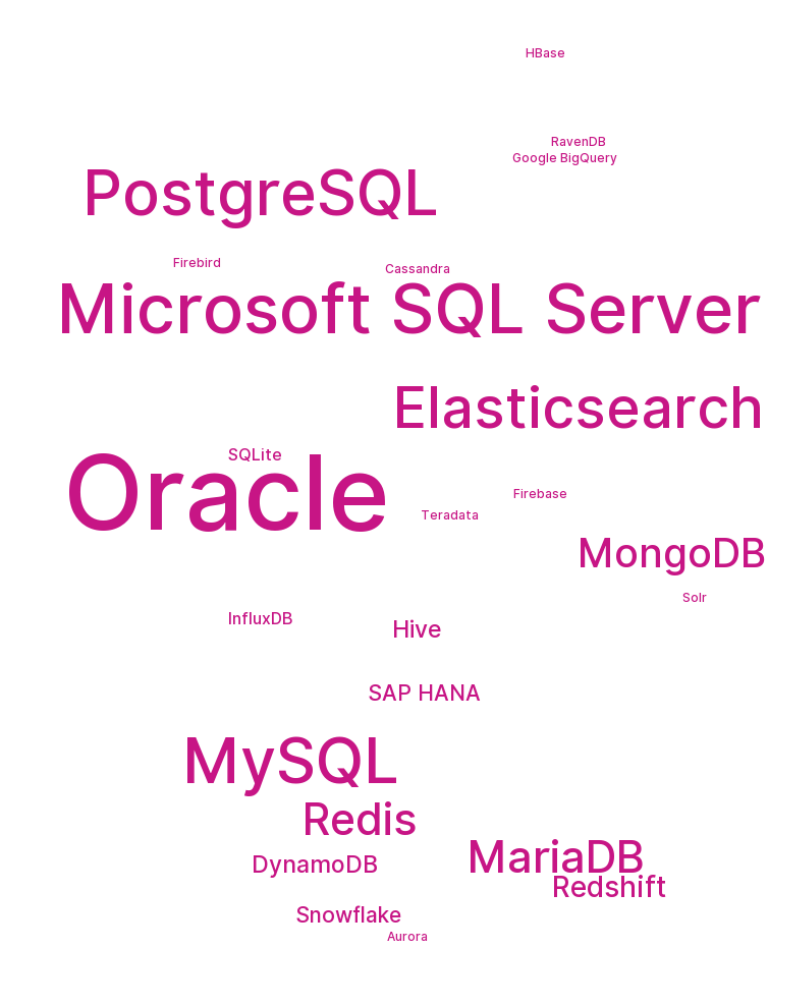 HBase
RavenDB
Google BigQuery
PostgreSQL
Firebird
Cassandra
Microsoft SQL Server
Elasticsearch
SQLite
Oracle
Firebase
Teradata
MongoDB
Solr
InfluxDB
Hive
SAP HANA
MySQL
Redis
MariaDB
DynamoDB
Redshift
Snowflake
Aurora